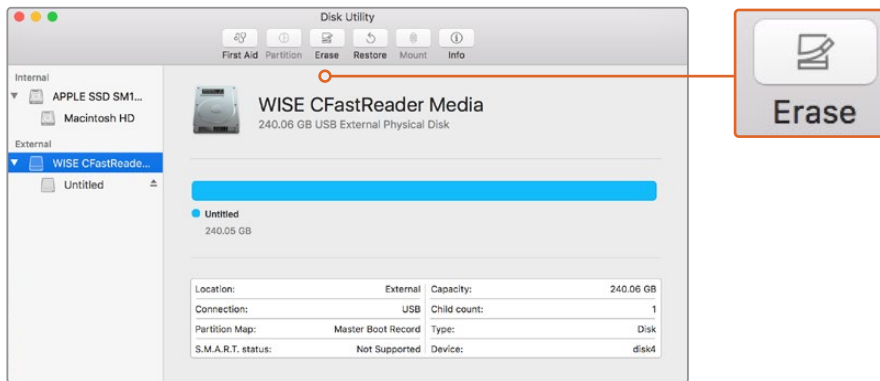 Disk Utility
First Aid Partition Erase Restore Mount Info
Erase
Internal
APPLE SSD SM1...
Macintosh HD
External
WISE CFastReade...
Untitled
WISE CFastReader Media
240.06 GB USB External Physical Disk
Untitled
240.05 GB
Location: External Capacity: 240.06 GB
Connection: USB Child count: 1
Partition Map: Master Boot Record Type: Disk
S.M.A.R.T. status: Not Supported Device: disk4